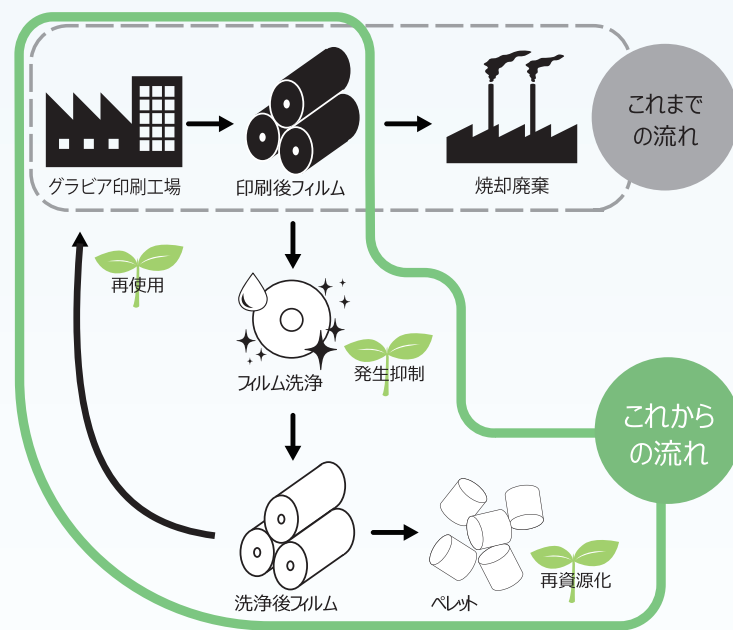 これまで
の流れ
グラビア印刷工場
印刷後フィルム
焼却廃棄
再使用
フィルム洗浄
発生抑制
これから
の流れ
洗浄後フィルム
ペレット
再資源化